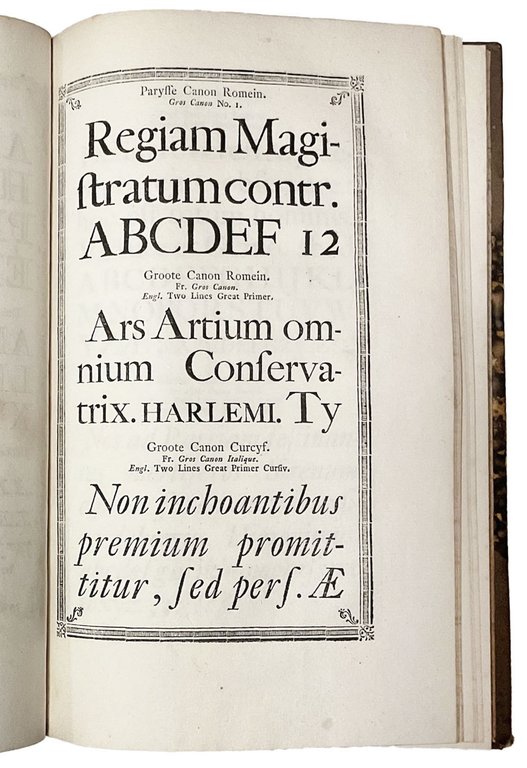 Parysſe Canon Romein.
Gros Canon No. 1.
Regiam Magi-
ſtratum contr.
ABCDEF 12
Groote Canon Romein.
Fr. Gros Canon.
Engl. Two Lines Great Primer.
Ars Artium om-
nium Conſerva-
trix. HARLEMI. Ty
Groote Canon Curcyf.
Fr. Gros Canon Italique.
Engl. Two Lines Great Primer Curſiv.
Non inchoantibus
premium promit-
titur, ſed perſ. Æ